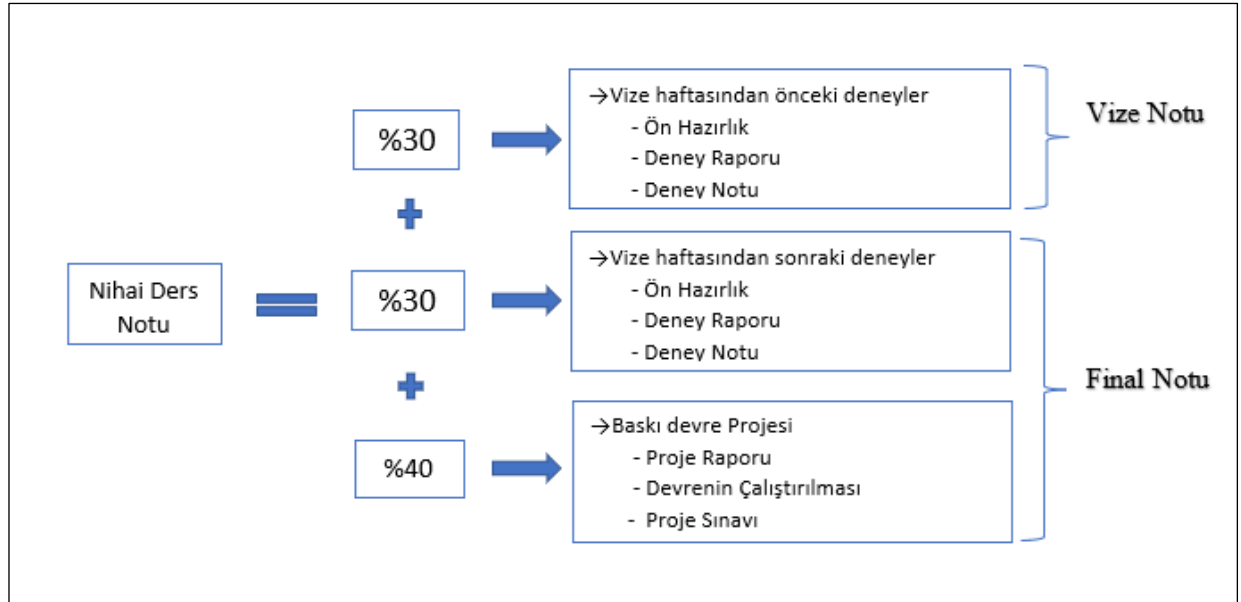 Nihai Ders
Notu
%30
→Vize haftasından önceki deneyler
- Ön Hazırlık
- Deney Raporu
- Deney Notu
Vize Notu
%30
→Vize haftasından sonraki deneyler
- Ön Hazırlık
- Deney Raporu
- Deney Notu
%40
→Baskı devre Projesi
- Proje Raporu
- Devrenin Çalıştırılması
- Proje Sınavı
Final Notu